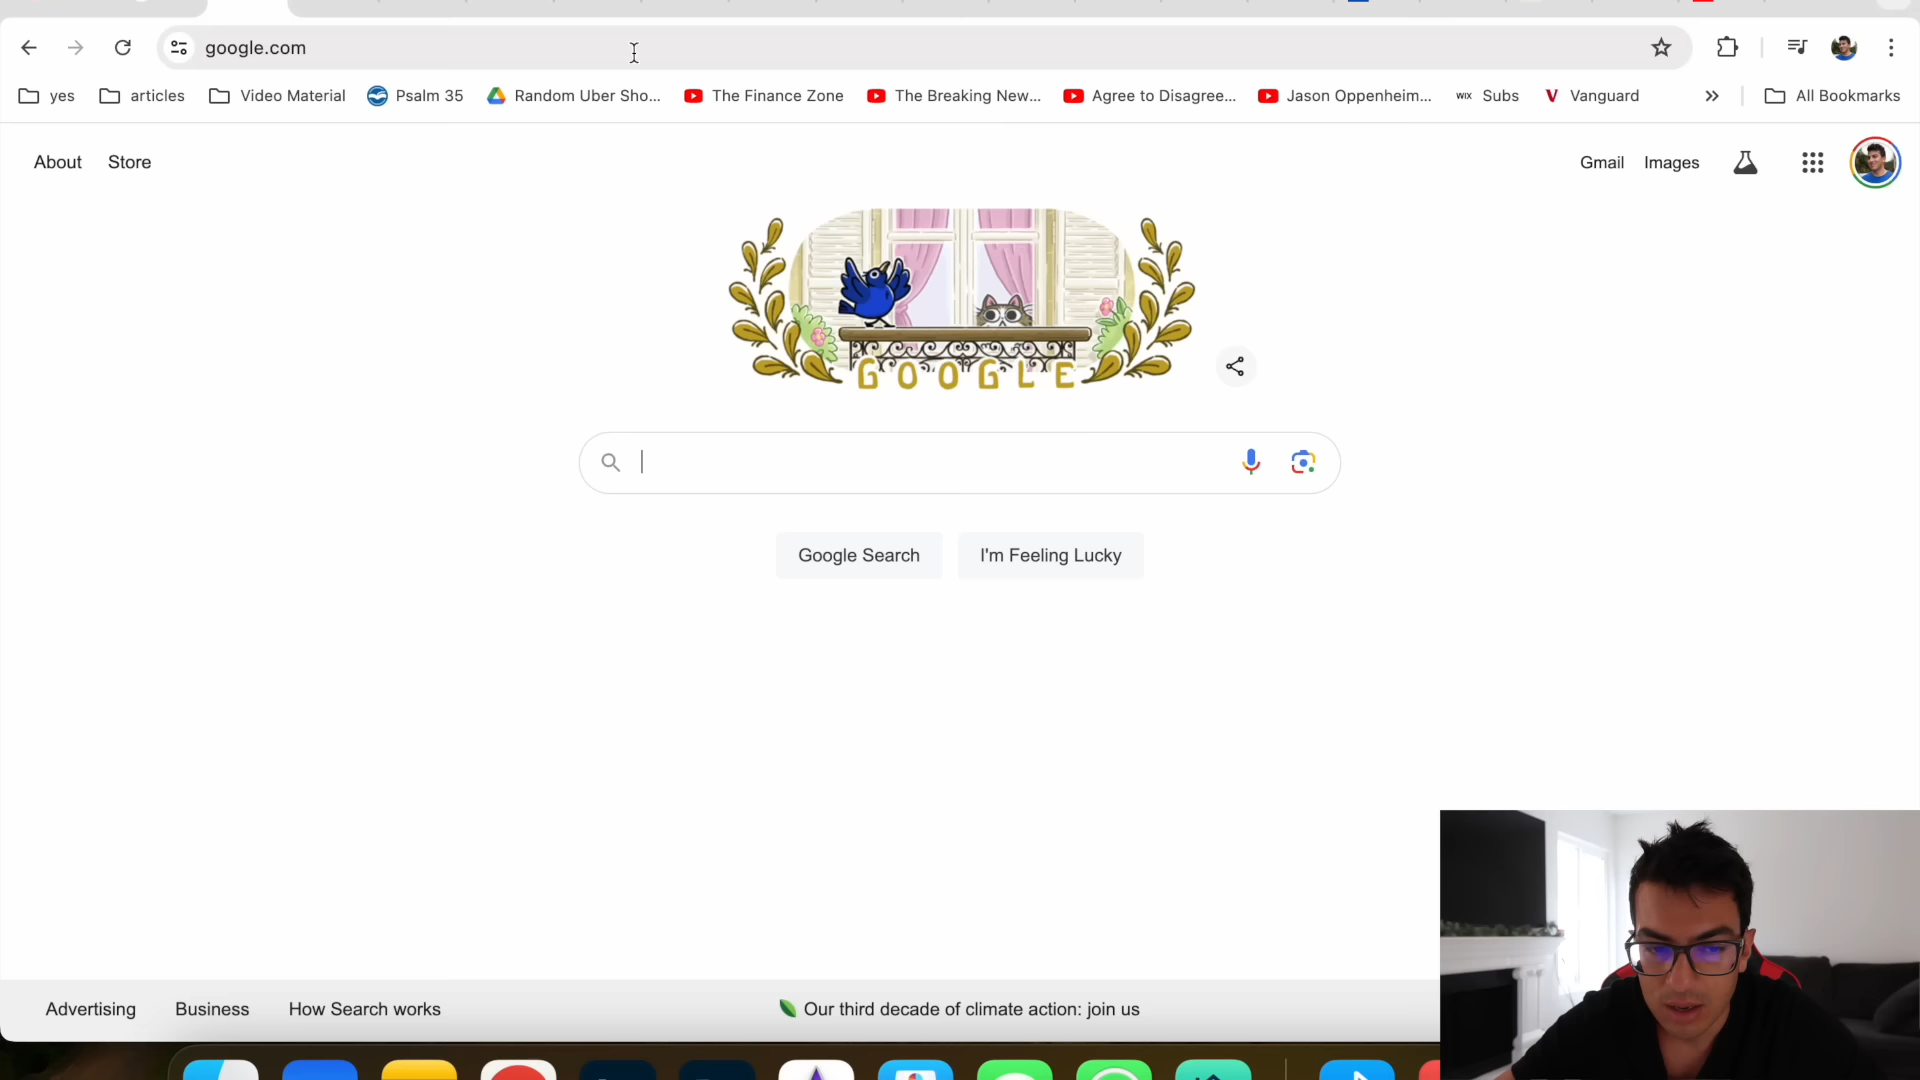 google.com
yes
articles
Video Material
Psalm 35
Random Uber Sho...
The Finance Zone
The Breaking New...
Agree to Disagree...
Jason Oppenheim...
WIX Subs
V Vanguard
All Bookmarks
About
Store
Gmail
Images
GOOGLE
Google Search
I'm Feeling Lucky
Advertising
Business
How Search works
Our third decade of climate action: join us